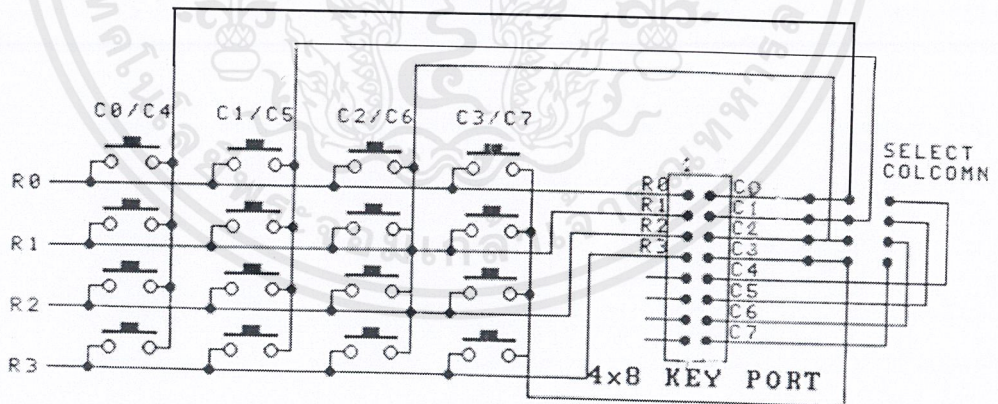 C0/C4 C1/C5 C2/C6 C3/C7
SELECT
COLCOMN
R0
R1
R2
R3
R0 C0
R1 C1
R2 C2
R3 C3
C4
C5
C6
C7
4x8 KEY PORT